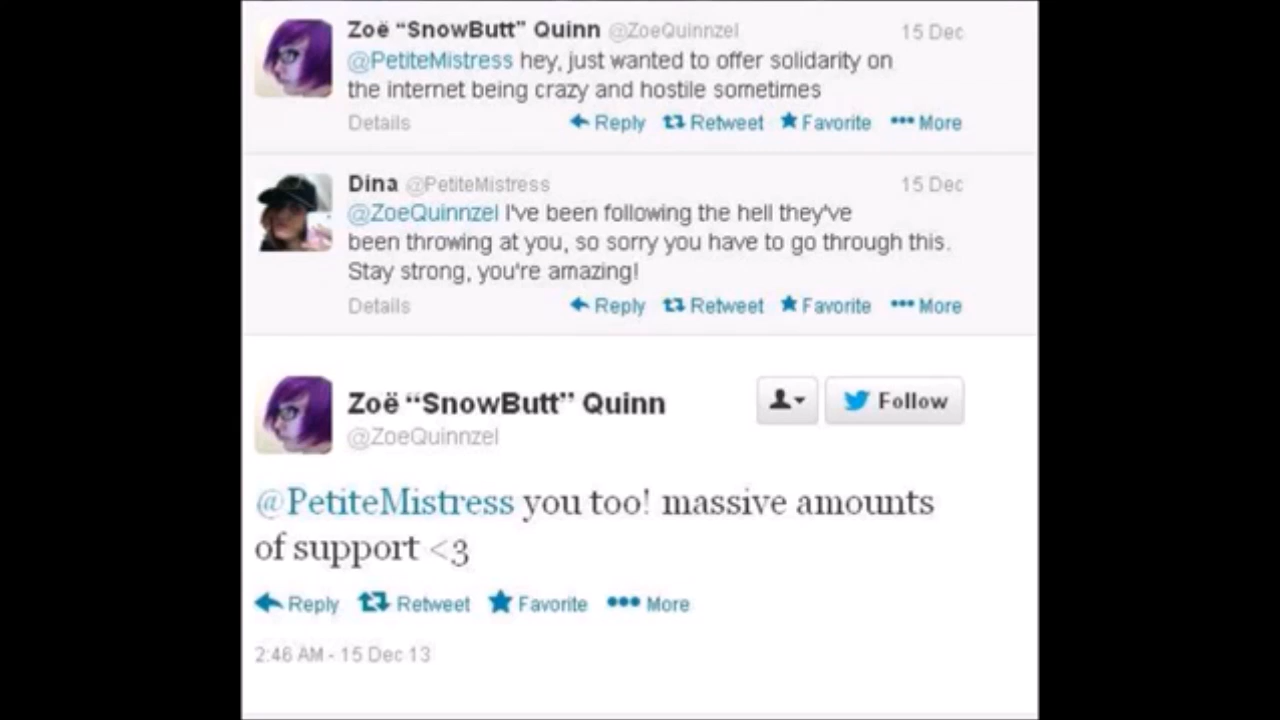 Zoë “SnowButt” Quinn @ZoeQuinnzel 15 Dec
@PetiteMistress hey, just wanted to offer solidarity on
the internet being crazy and hostile sometimes
Details Reply Retweet Favorite More
Dina @PetiteMistress 15 Dec
@ZoeQuinnzel I've been following the hell they've
been throwing at you, so sorry you have to go through this.
Stay strong, you're amazing!
Details Reply Retweet Favorite More
Zoë “SnowButt” Quinn Follow
@ZoeQuinnzel
@PetiteMistress you too! massive amounts
of support <3
Reply Retweet Favorite More
2:46 AM - 15 Dec 13